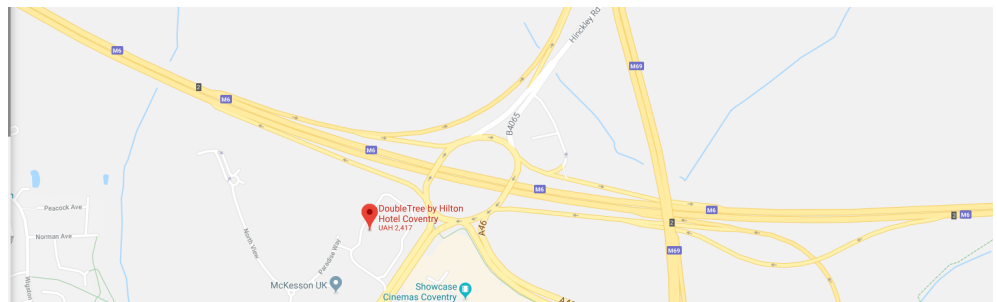 Hinckley Rd
M6
M69
2
M6
B4065
M6
M6
M6
2
2
M6
Peacock Ave
Norman Ave
Wigston
North View
Paradise Way
DoubleTree by Hilton
Hotel Coventry
UAH 2,417
A46
M69
McKesson UK
Showcase
Cinemas Coventry